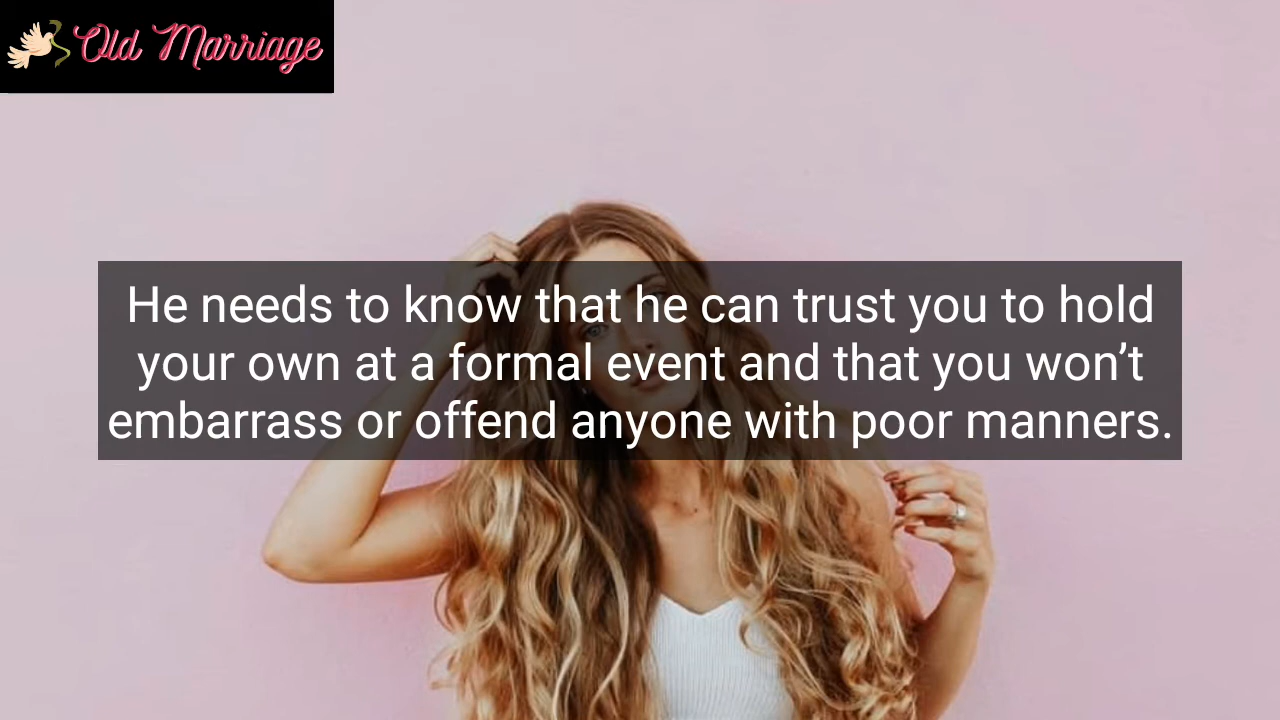 Old Marriage
He needs to know that he can trust you to hold
your own at a formal event and that you won’t
embarrass or offend anyone with poor manners.